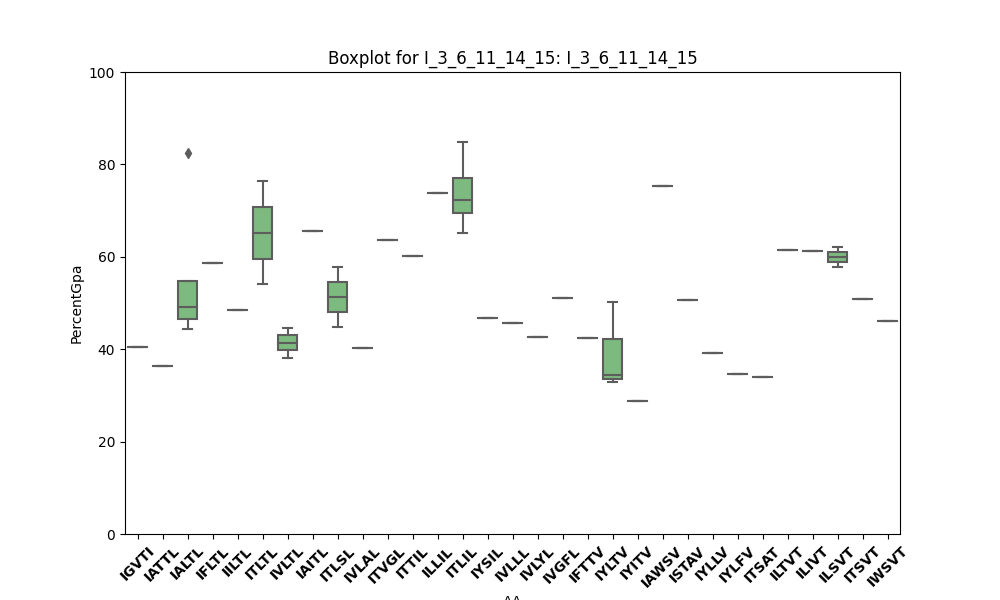 Boxplot for I_3_6_11_14_15: I_3_6_11_14_15
100
80
60
40
20
0
PercentGpa
IGVTI IATTL IALTL IFLTL IILTL ITLTL IVLTL IAITL ITLSL IVLAL ITVGL ITTIL ILLIL ITLIL IYSIL IVLLL IVLYL IVGFL IFTTV IYLTV IYITV IAWSV ISTAV IYLLV IYLFV ITSAT ILTVT ILIVT ILSVT ITSVT IWSVT
AA